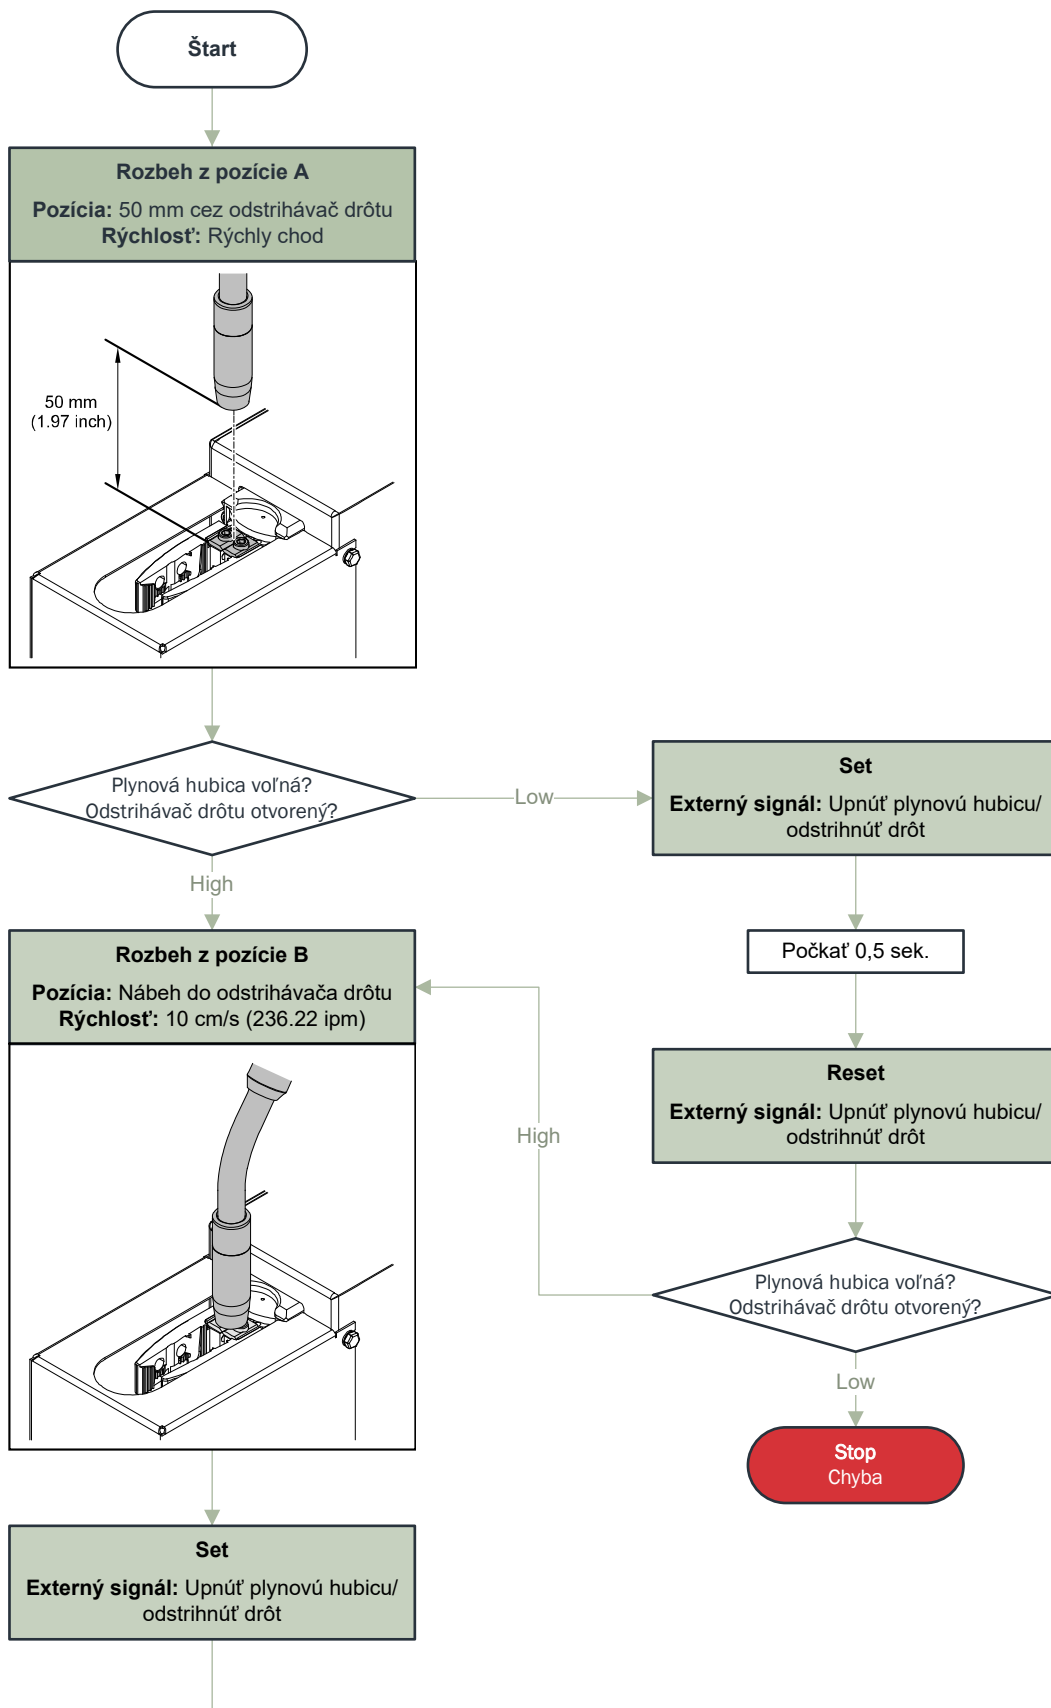 Štart
Rozbeh z pozície A
Pozícia: 50 mm cez odstrihávač drôtu
Rýchlosť: Rýchly chod
50 mm
(1.97 inch)
Plynová hubica voľná?
Odstrihávač drôtu otvorený?
Low
High
Set
Externý signál: Upnúť plynovú hubicu/
odstrihnúť drôt
Počkať 0,5 sek.
Reset
Externý signál: Upnúť plynovú hubicu/
odstrihnúť drôt
Plynová hubica voľná?
Odstrihávač drôtu otvorený?
High
Low
Stop
Chyba
Rozbeh z pozície B
Pozícia: Nábeh do odstrihávača drôtu
Rýchlosť: 10 cm/s (236.22 ipm)
Set
Externý signál: Upnúť plynovú hubicu/
odstrihnúť drôt